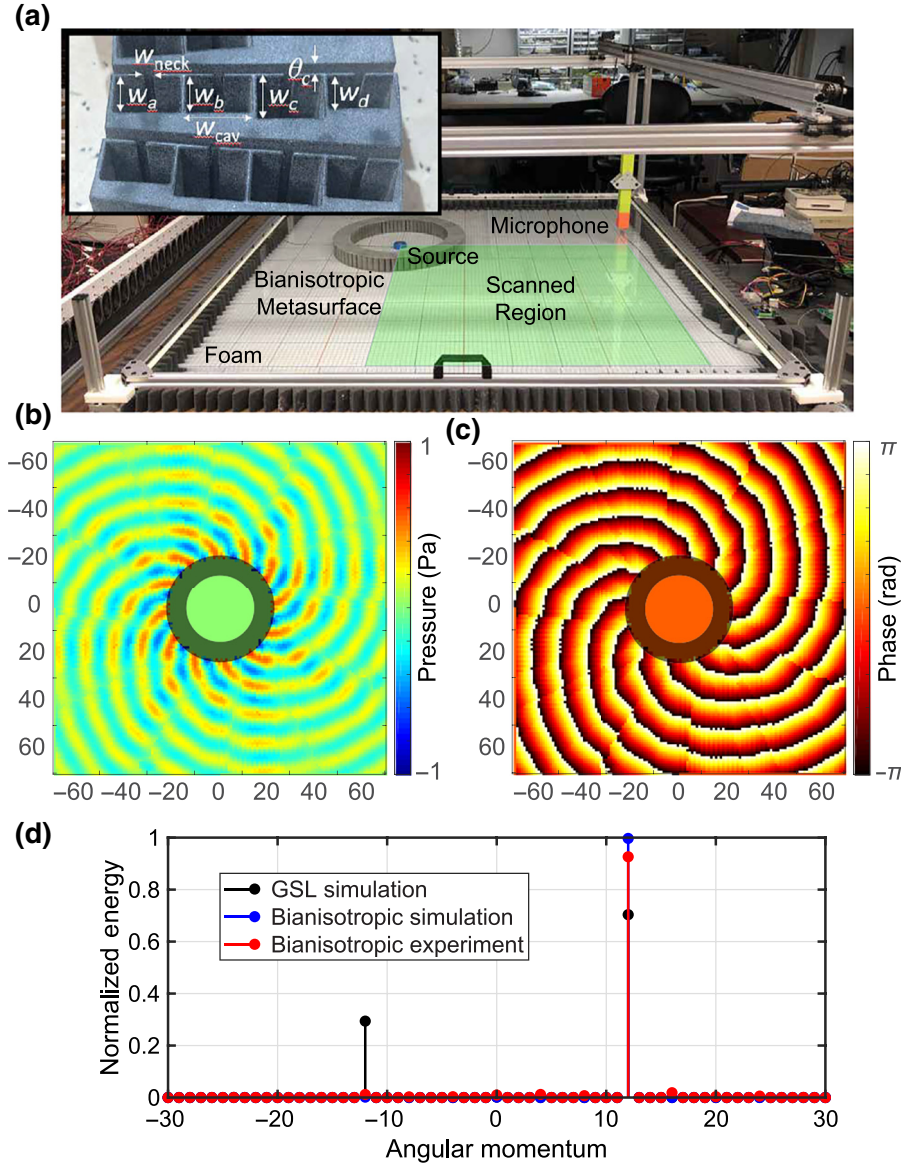 (a)
w_neck
θ_c
w_a
w_b
w_c
w_d
w_cav
Microphone
Source
Bianisotropic
Metasurface
Scanned
Region
Foam
(b)
−60
−40
−20
0
20
40
60
−60 −40 −20 0 20 40 60
1
Pressure (Pa)
−1
(c)
−60
−40
−20
0
20
40
60
−60 −40 −20 0 20 40 60
π
Phase (rad)
−π
(d)
1
0.8
0.6
0.4
0.2
0
Normalized energy
GSL simulation
Bianisotropic simulation
Bianisotropic experiment
−30 −20 −10 0 10 20 30
Angular momentum